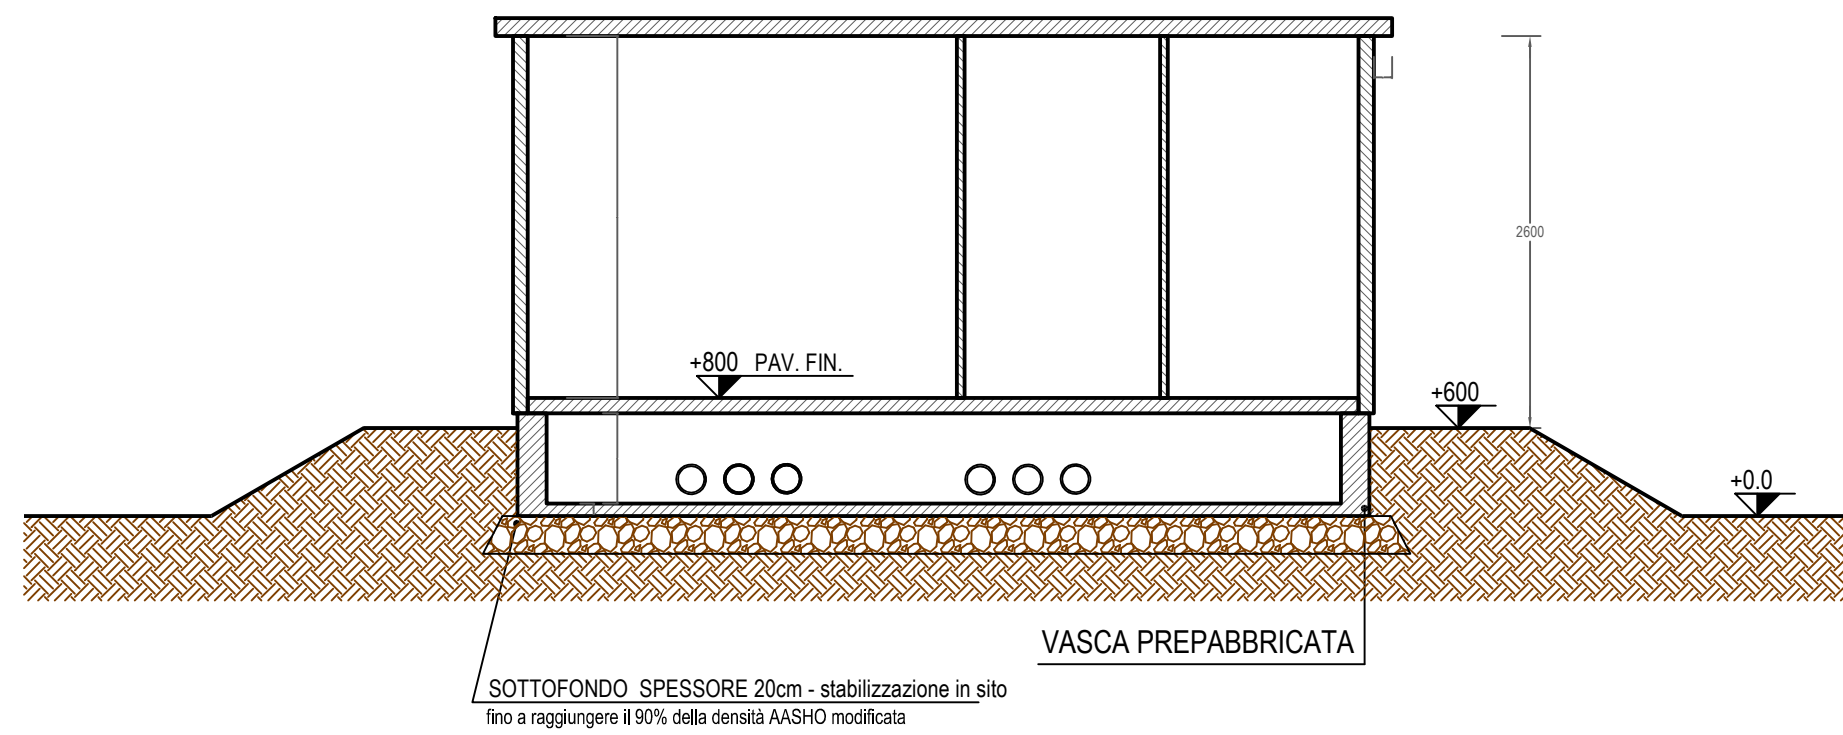 2600
+800 PAV. FIN.
+600
+0.0
VASCA PREPABBRICATA
SOTTOFONDO SPESSORE 20cm - stabilizzazione in sito
fino a raggiungere il 90% della densità AASHO modificata